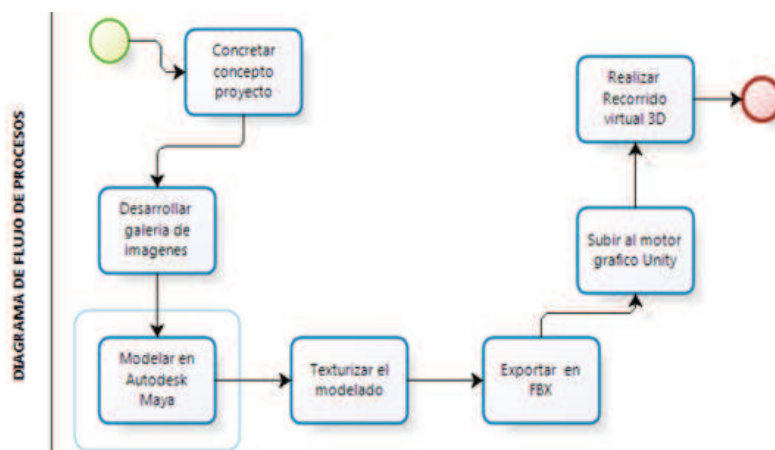 DIAGRAMA DE FLUJO DE PROCESOS
Concretar
concepto
proyecto
Desarrollar
galeria de
imagenes
Modelar en
Autodesk
Maya
Texturizar el
modelado
Exportar en
FBX
Subir al motor
grafico Unity
Realizar
Recorrido
virtual 3D